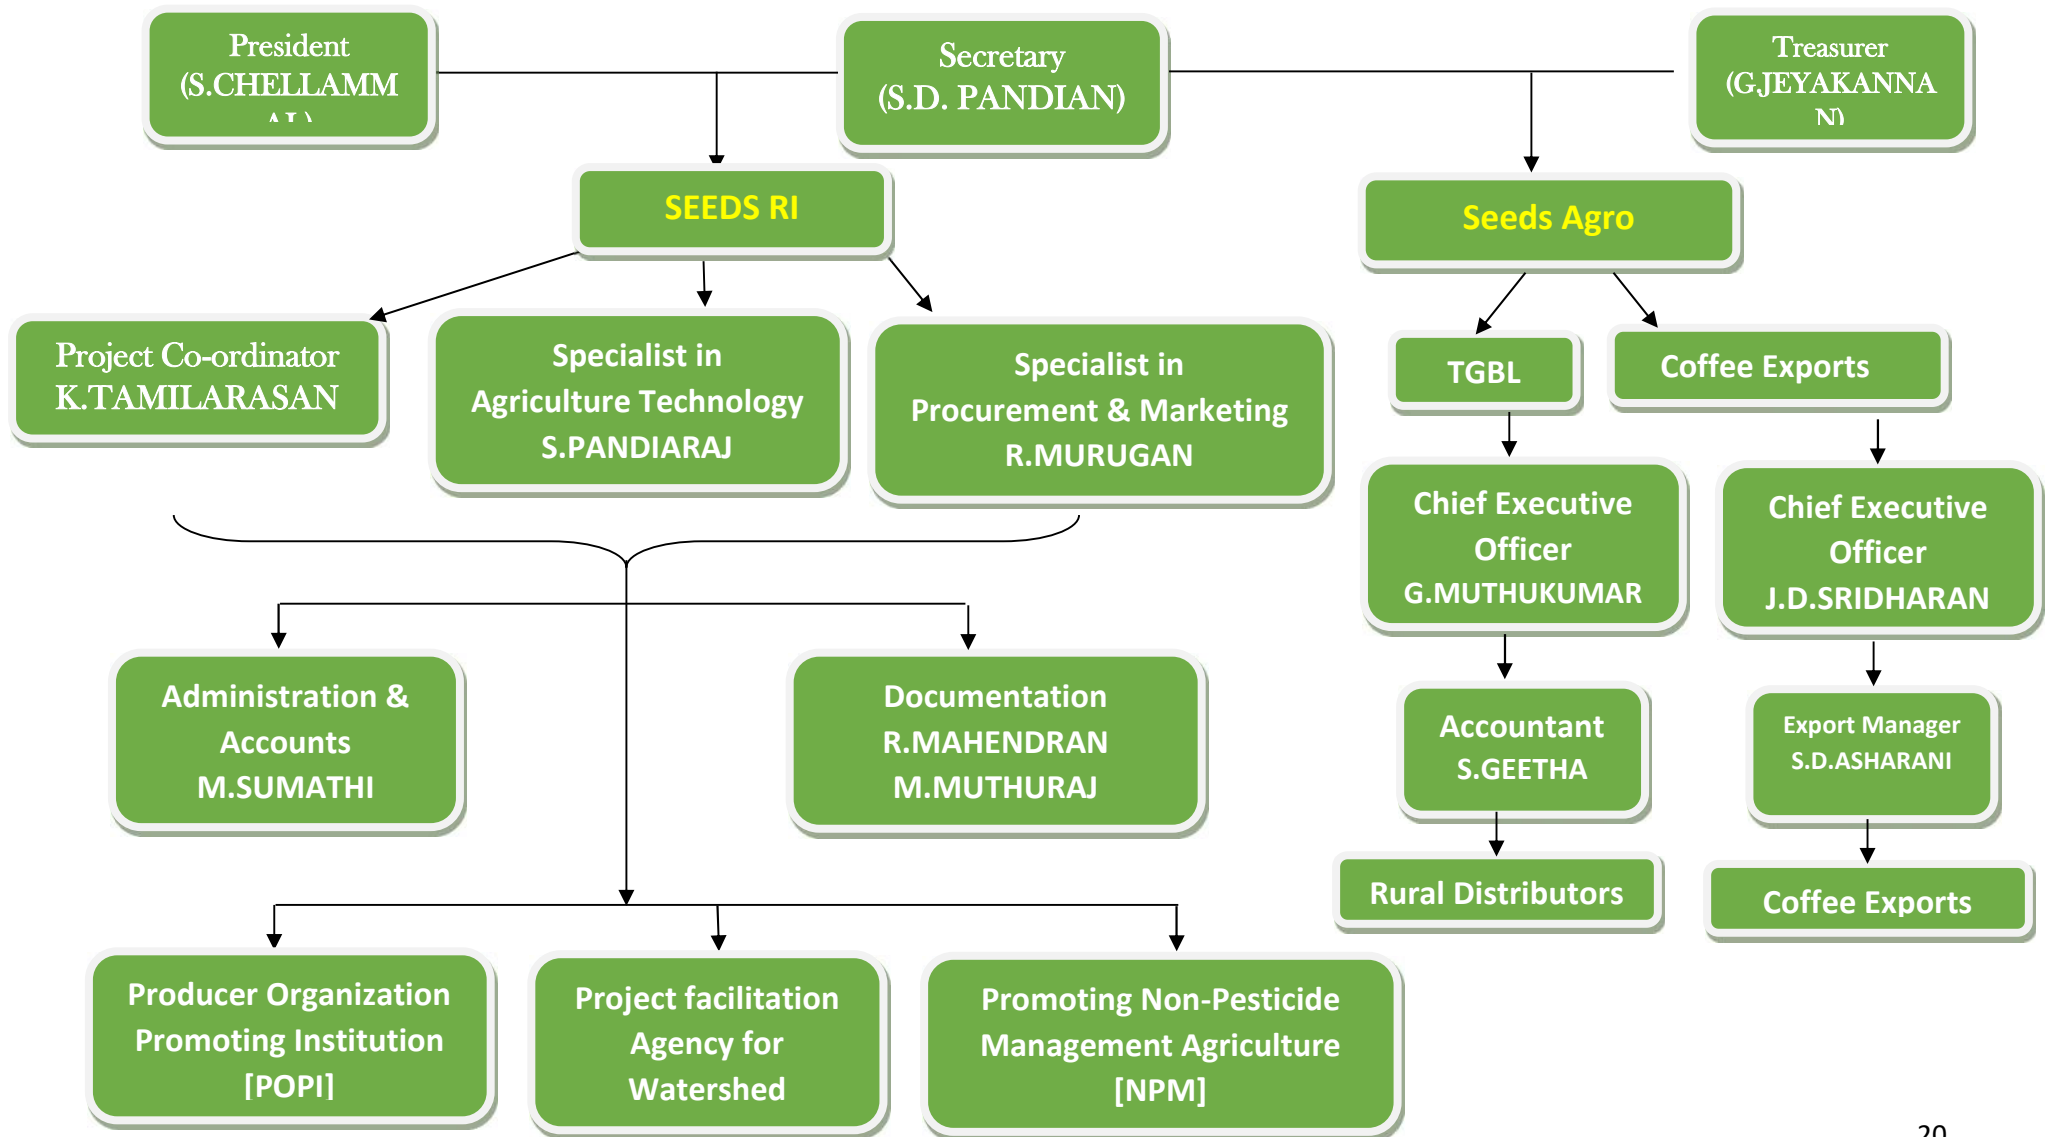 President
(S.CHELLAMM
AL)
Secretary
(S.D. PANDIAN)
Treasurer
(G.JEYAKANNA
N)
SEEDS RI
Seeds Agro
Project Co-ordinator
K.TAMILARASAN
Specialist in
Agriculture Technology
S.PANDIARAJ
Specialist in
Procurement & Marketing
R.MURUGAN
TGBL
Coffee Exports
Chief Executive
Officer
G.MUTHUKUMAR
Chief Executive
Officer
J.D.SRIDHARAN
Administration &
Accounts
M.SUMATHI
Documentation
R.MAHENDRAN
M.MUTHURAJ
Accountant
S.GEETHA
Export Manager
S.D.ASHARANI
Rural Distributors
Coffee Exports
Producer Organization
Promoting Institution
[POPI]
Project facilitation
Agency for
Watershed
Promoting Non-Pesticide
Management Agriculture
[NPM]
20